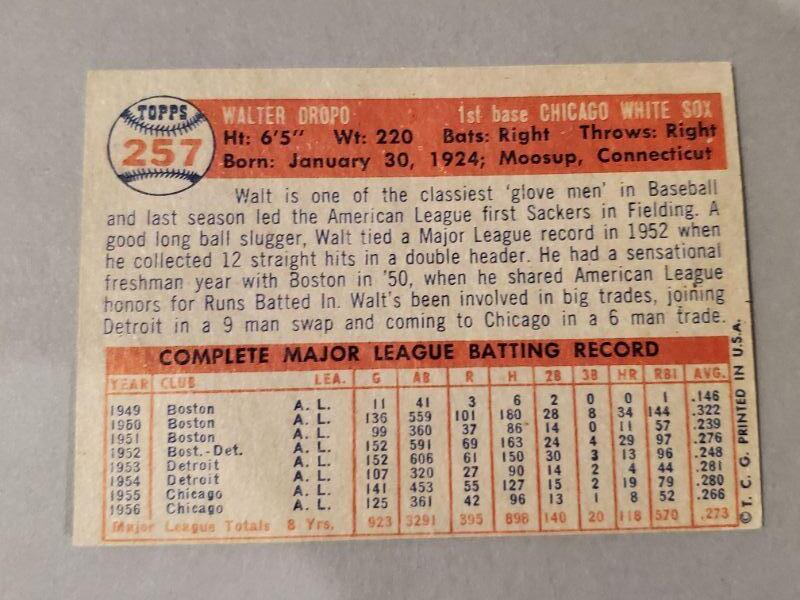 TOPPS
257
WALTER DROPO 1st base CHICAGO WHITE SOX
Ht: 6'5" Wt: 220 Bats: Right Throws: Right
Born: January 30, 1924; Moosup, Connecticut
Walt is one of the classiest 'glove men' in Baseball
and last season led the American League first Sackers in Fielding. A
good long ball slugger, Walt tied a Major League record in 1952 when
he collected 12 straight hits in a double header. He had a sensational
freshman year with Boston in '50, when he shared American League
honors for Runs Batted In. Walt's been involved in big trades, joining
Detroit in a 9 man swap and coming to Chicago in a 6 man trade.
COMPLETE MAJOR LEAGUE BATTING RECORD
YEAR CLUB LEA. G AB R H 2B 3B HR RBI AVG.
1949 Boston A. L. 11 41 3 6 2 0 0 1 .146
1950 Boston A. L. 136 559 101 180 28 8 34 144 .322
1951 Boston A. L. 99 360 37 86 14 0 11 57 .239
1952 Bost.-Det. A. L. 152 591 69 163 24 4 29 97 .276
1953 Detroit A. L. 152 606 61 150 30 3 13 96 .248
1954 Detroit A. L. 107 320 27 90 14 2 4 44 .281
1955 Chicago A. L. 141 453 55 127 15 2 19 79 .280
1956 Chicago A. L. 125 361 42 96 13 1 8 52 .266
Major League Totals 8 Yrs. 923 3291 395 898 140 20 118 570 .273
© T. C. G. PRINTED IN U.S.A.